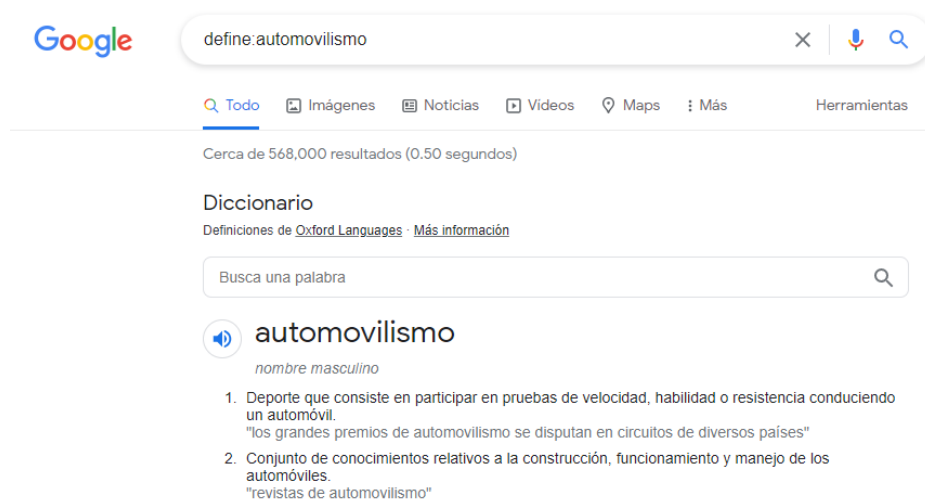 Google define:automovilismo
Todo Imágenes Noticias Vídeos Maps Más Herramientas
Cerca de 568,000 resultados (0.50 segundos)
Diccionario
Definiciones de Oxford Languages · Más información
Busca una palabra
automovilismo
nombre masculino
1. Deporte que consiste en participar en pruebas de velocidad, habilidad o resistencia conduciendo
un automóvil.
"los grandes premios de automovilismo se disputan en circuitos de diversos países"
2. Conjunto de conocimientos relativos a la construcción, funcionamiento y manejo de los
automóviles.
"revistas de automovilismo"